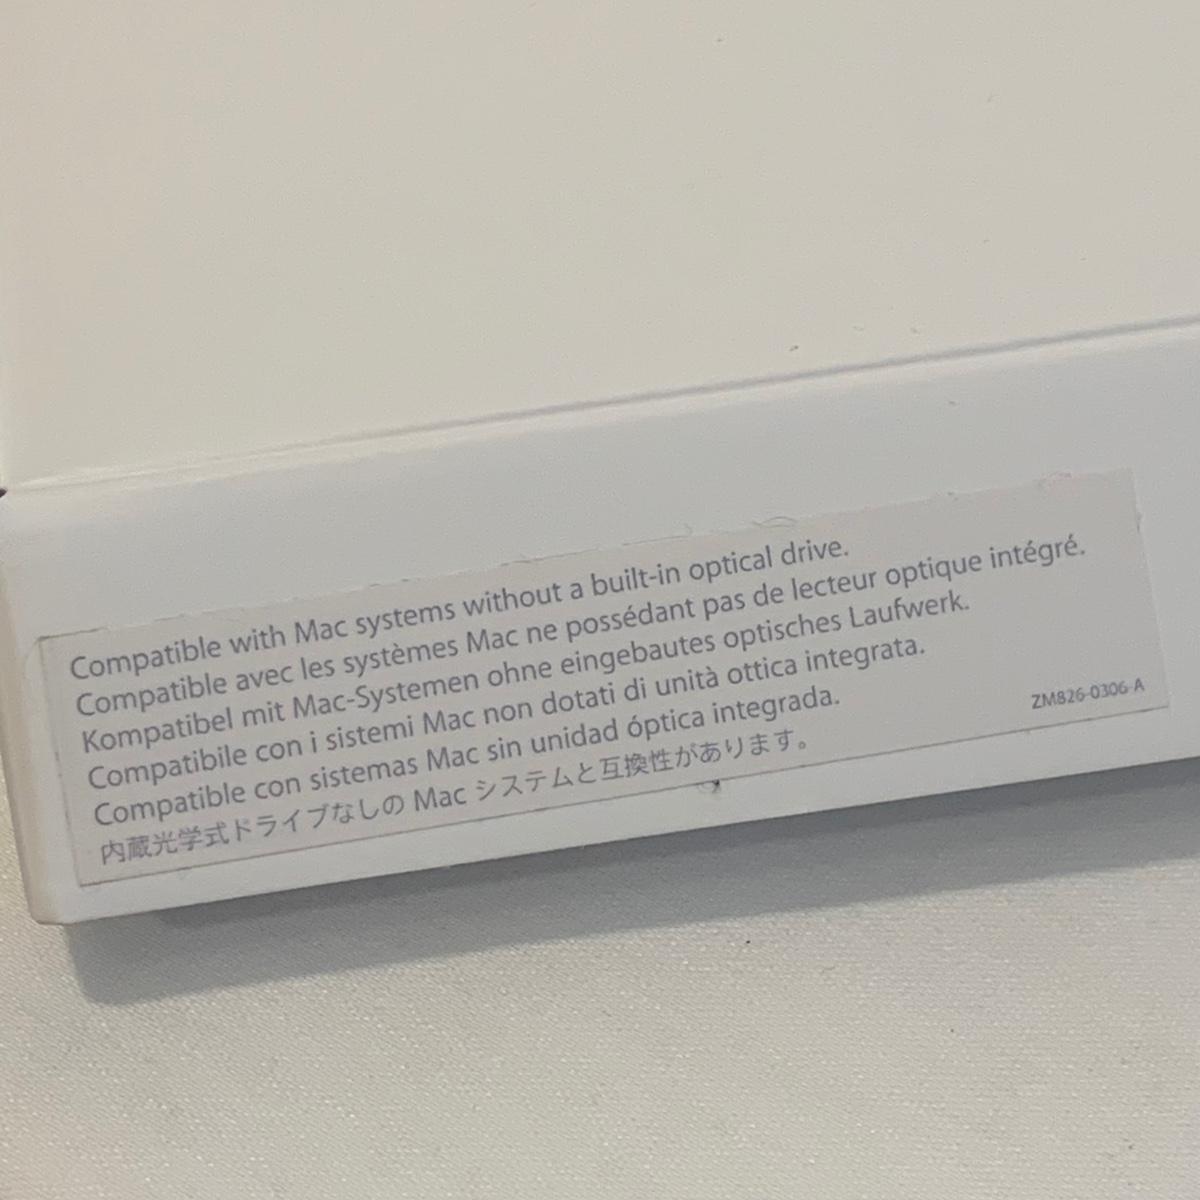 Compatible with Mac systems without a built-in optical drive.
Compatible avec les systèmes Mac ne possédant pas de lecteur optique intégré.
Kompatibel mit Mac-Systemen ohne eingebautes optisches Laufwerk.
Compatibile con i sistemi Mac non dotati di unità ottica integrata.
Compatible con sistemas Mac sin unidad óptica integrada.
内蔵光学式ドライブなしの Mac システムと互換性があります。
ZM826-0306-A